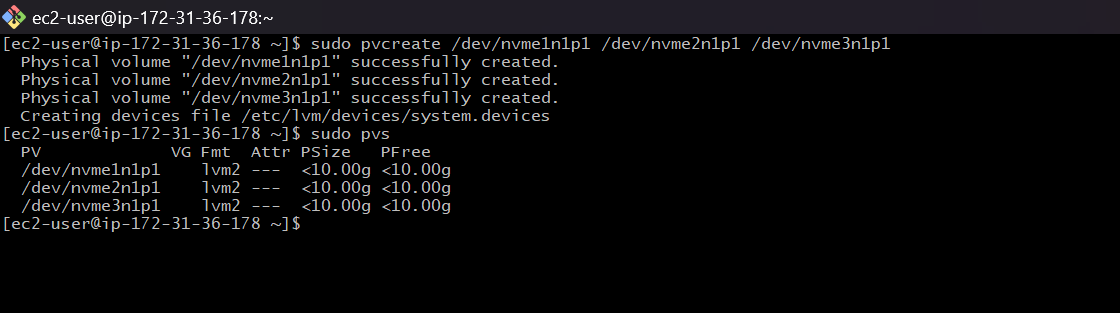 ec2-user@ip-172-31-36-178:~
[ec2-user@ip-172-31-36-178 ~]$ sudo pvcreate /dev/nvme1n1p1 /dev/nvme2n1p1 /dev/nvme3n1p1
  Physical volume "/dev/nvme1n1p1" successfully created.
  Physical volume "/dev/nvme2n1p1" successfully created.
  Physical volume "/dev/nvme3n1p1" successfully created.
  Creating devices file /etc/lvm/devices/system.devices
[ec2-user@ip-172-31-36-178 ~]$ sudo pvs
  PV             VG Fmt  Attr PSize   PFree
  /dev/nvme1n1p1    lvm2 ---  <10.00g <10.00g
  /dev/nvme2n1p1    lvm2 ---  <10.00g <10.00g
  /dev/nvme3n1p1    lvm2 ---  <10.00g <10.00g
[ec2-user@ip-172-31-36-178 ~]$